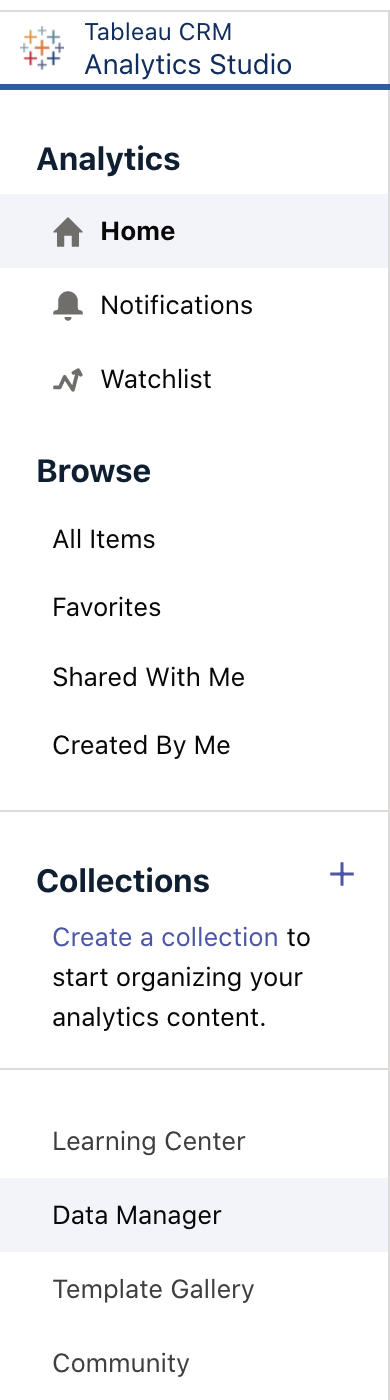 Tableau CRM
Analytics Studio
Analytics
Home
Notifications
Watchlist
Browse
All Items
Favorites
Shared With Me
Created By Me
Collections
Create a collection to
start organizing your
analytics content.
Learning Center
Data Manager
Template Gallery
Community